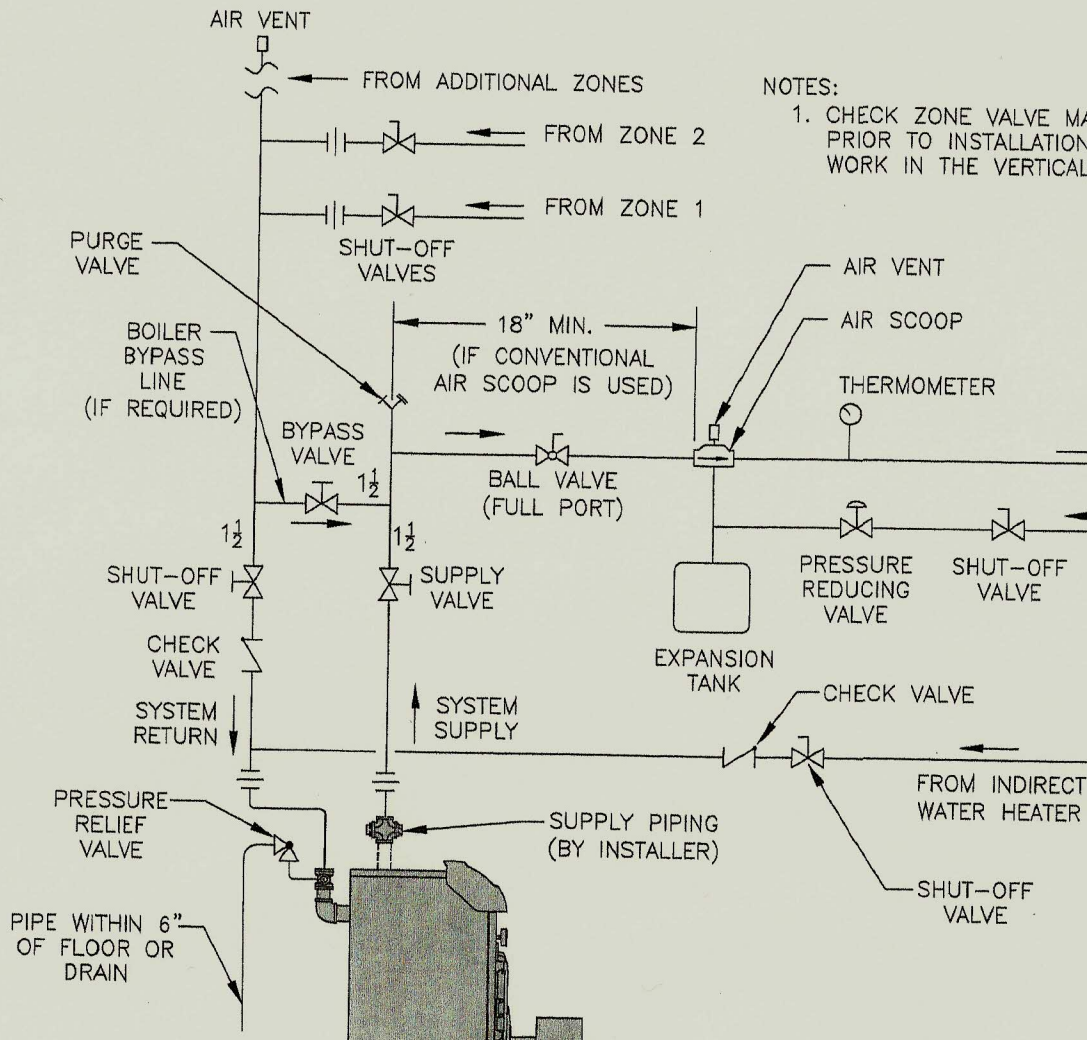 AIR VENT
FROM ADDITIONAL ZONES
NOTES:
1. CHECK ZONE VALVE
PRIOR TO INSTALLATION
WORK IN THE VERTICAL
FROM ZONE 2
FROM ZONE 1
SHUT-OFF
VALVES
PURGE
VALVE
AIR VENT
18" MIN.
(IF CONVENTIONAL
AIR SCOOP IS USED)
AIR SCOOP
BOILER
BYPASS
LINE
(IF REQUIRED)
THERMOMETER
BYPASS
VALVE
1½
BALL VALVE
(FULL PORT)
1½
1½
SHUT-OFF
VALVE
SUPPLY
VALVE
PRESSURE
REDUCING
VALVE
SHUT-OFF
VALVE
CHECK
VALVE
EXPANSION
TANK
CHECK VALVE
SYSTEM
RETURN
SYSTEM
SUPPLY
FROM INDIRECT
WATER HEATER
PRESSURE
RELIEF
VALVE
SUPPLY PIPING
(BY INSTALLER)
SHUT-OFF
VALVE
PIPE WITHIN 6"
OF FLOOR OR
DRAIN